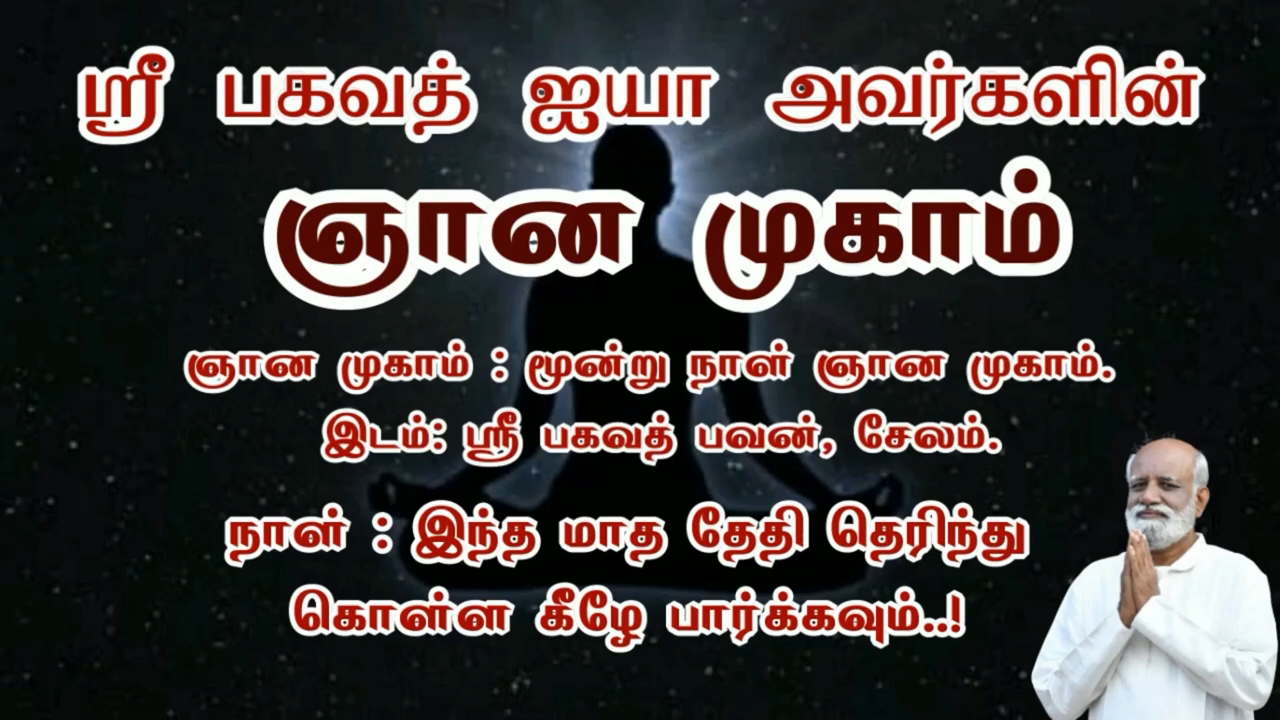 ஸ்ரீ பகவத் ஐயா அவர்களின்
ஞான முகாம்
ஞான முகாம் : மூன்று நாள் ஞான முகாம்.
இடம்: ஸ்ரீ பகவத் பவன், சேலம்.
நாள் : இந்த மாத தேதி தெரிந்து
கொள்ள கீழே பார்க்கவும்..!